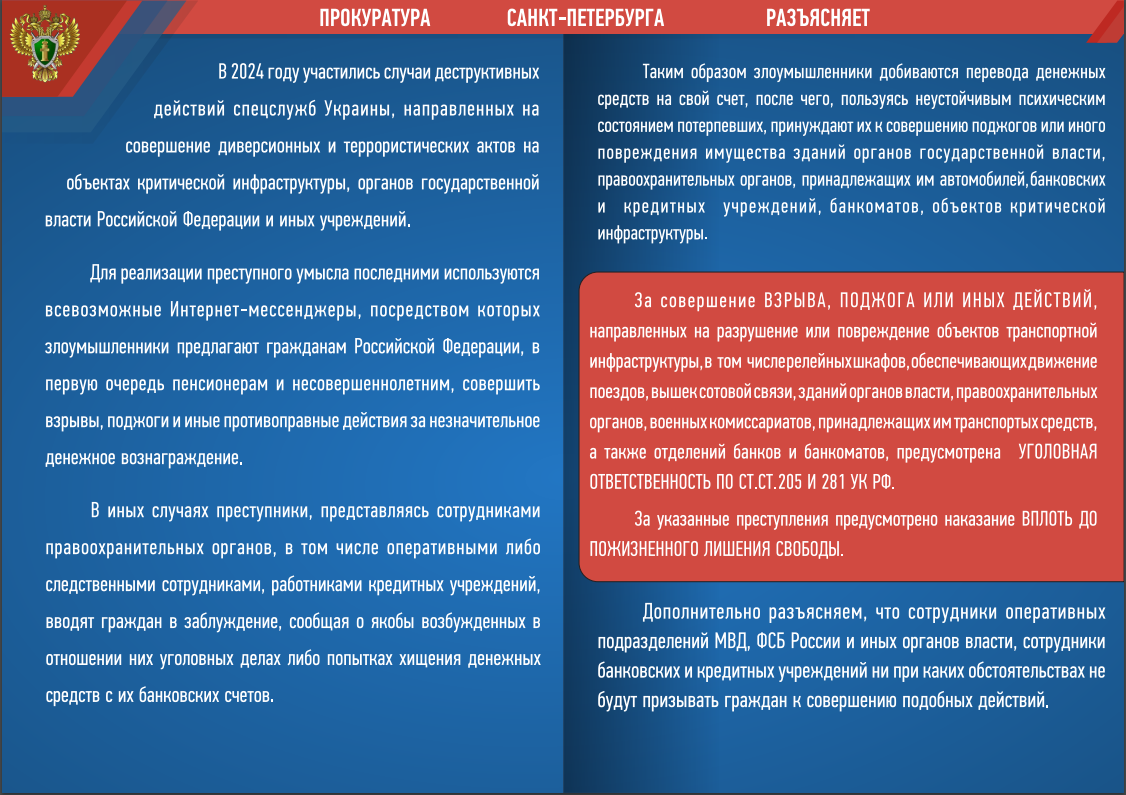 ПРОКУРАТУРА САНКТ-ПЕТЕРБУРГА РАЗЪЯСНЯЕТ
В 2024 году участились случаи деструктивных
действий спецслужб Украины, направленных на
совершение диверсионных и террористических актов на
объектах критической инфраструктуры, органов государственной
власти Российской Федерации и иных учреждений.
Для реализации преступного умысла последними используются
всевозможные Интернет-мессенджеры, посредством которых
злоумышленники предлагают гражданам Российской Федерации, в
первую очередь пенсионерам и несовершеннолетним, совершить
взрывы, поджоги и иные противоправные действия за незначительное
денежное вознаграждение.
В иных случаях преступники, представляясь сотрудниками
правоохранительных органов, в том числе оперативными либо
следственными сотрудниками, работниками кредитных учреждений,
вводят граждан в заблуждение, сообщая о якобы возбужденных в
отношении них уголовных делах либо попытках хищения денежных
средств с их банковских счетов.
Таким образом злоумышленники добиваются перевода денежных
средств на свой счет, после чего, пользуясь неустойчивым психическим
состоянием потерпевших, принуждают их к совершению поджогов или иного
повреждения имущества зданий органов государственной власти,
правоохранительных органов, принадлежащих им автомобилей,банковских
и кредитных учреждений, банкоматов, объектов критической
инфраструктуры.
За совершение ВЗРЫВА, ПОДЖОГА ИЛИ ИНЫХ ДЕЙСТВИЙ,
направленных на разрушение или повреждение объектов транспортной
инфраструктуры, в том числе релейных шкафов, обеспечивающих движение
поездов, вышек сотовой связи, зданий органов власти, правоохранительных
органов, военных комиссариатов, принадлежащих им транспортых средств,
а также отделений банков и банкоматов, предусмотрена УГОЛОВНАЯ
ОТВЕТСТВЕННОСТЬ ПО СТ.СТ.205 И 281 УК РФ.
За указанные преступления предусмотрено наказание ВПЛОТЬ ДО
ПОЖИЗНЕННОГО ЛИШЕНИЯ СВОБОДЫ.
Дополнительно разъясняем, что сотрудники оперативных
подразделений МВД, ФСБ России и иных органов власти, сотрудники
банковских и кредитных учреждений ни при каких обстоятельствах не
будут призывать граждан к совершению подобных действий.